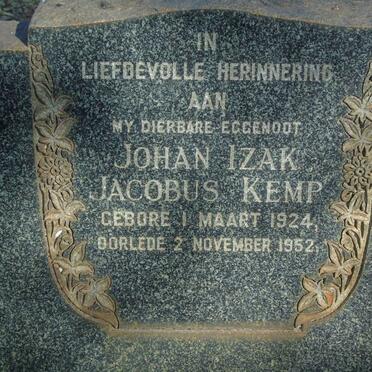 IN
LIEFDEVOLLE HERINNERING
AAN
MY DIERBARE EGGENOOT
JOHAN IZAK
JACOBUS KEMP
GEBORE 1 MAART 1924,
OORLEDE 2 NOVEMBER 1952.